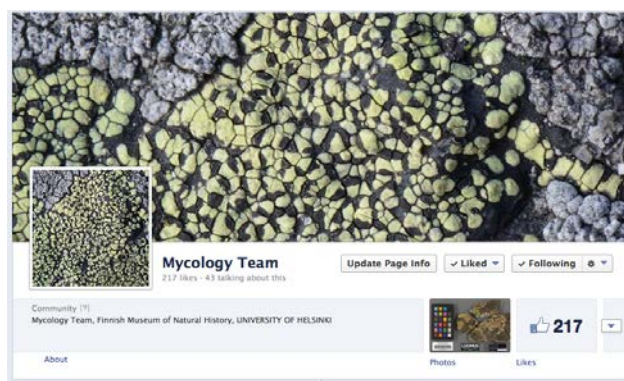 Mycology Team
217 likes · 43 talking about this
Update Page Info
✓ Liked
✓ Following
Community [?]
Mycology Team, Finnish Museum of Natural History, UNIVERSITY OF HELSINKI
217
About
Photos
Likes